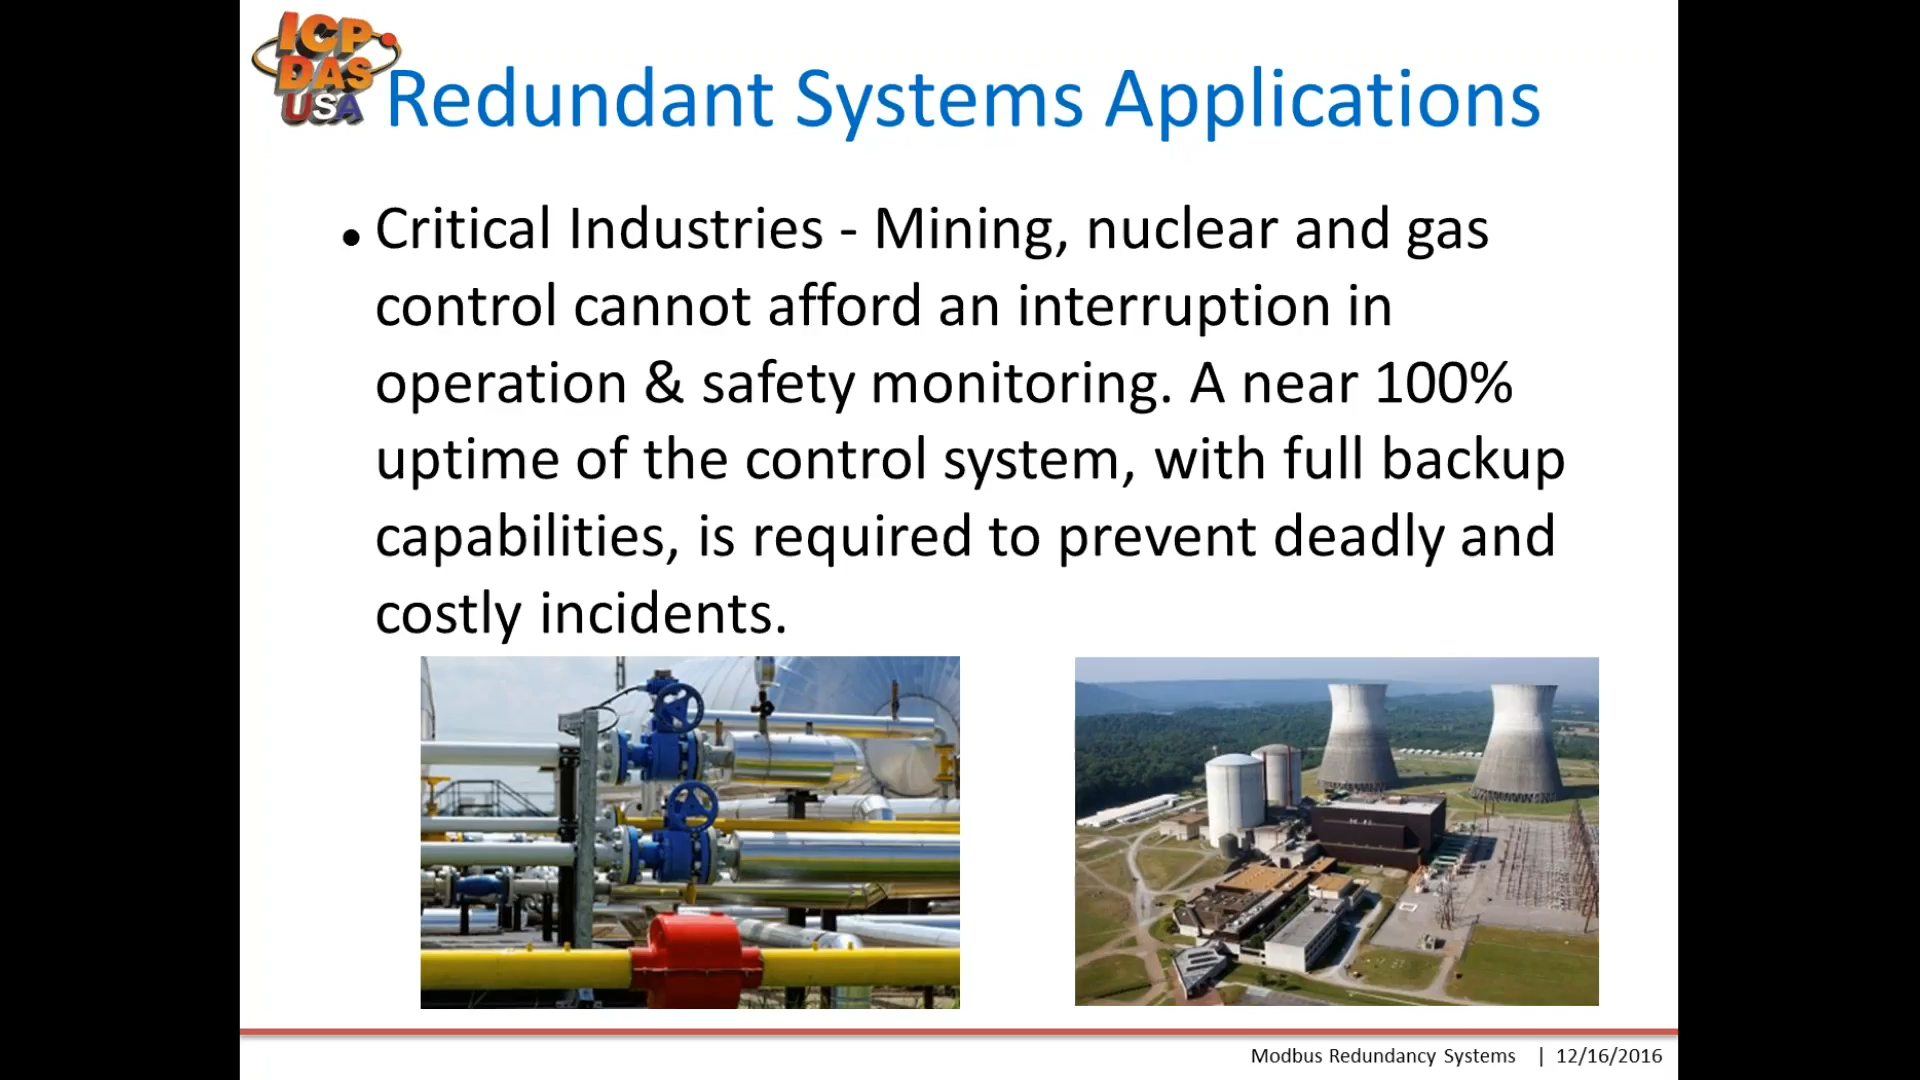 ICP
DAS
USA
Redundant Systems Applications
• Critical Industries - Mining, nuclear and gas
control cannot afford an interruption in
operation & safety monitoring. A near 100%
uptime of the control system, with full backup
capabilities, is required to prevent deadly and
costly incidents.
Modbus Redundancy Systems | 12/16/2016